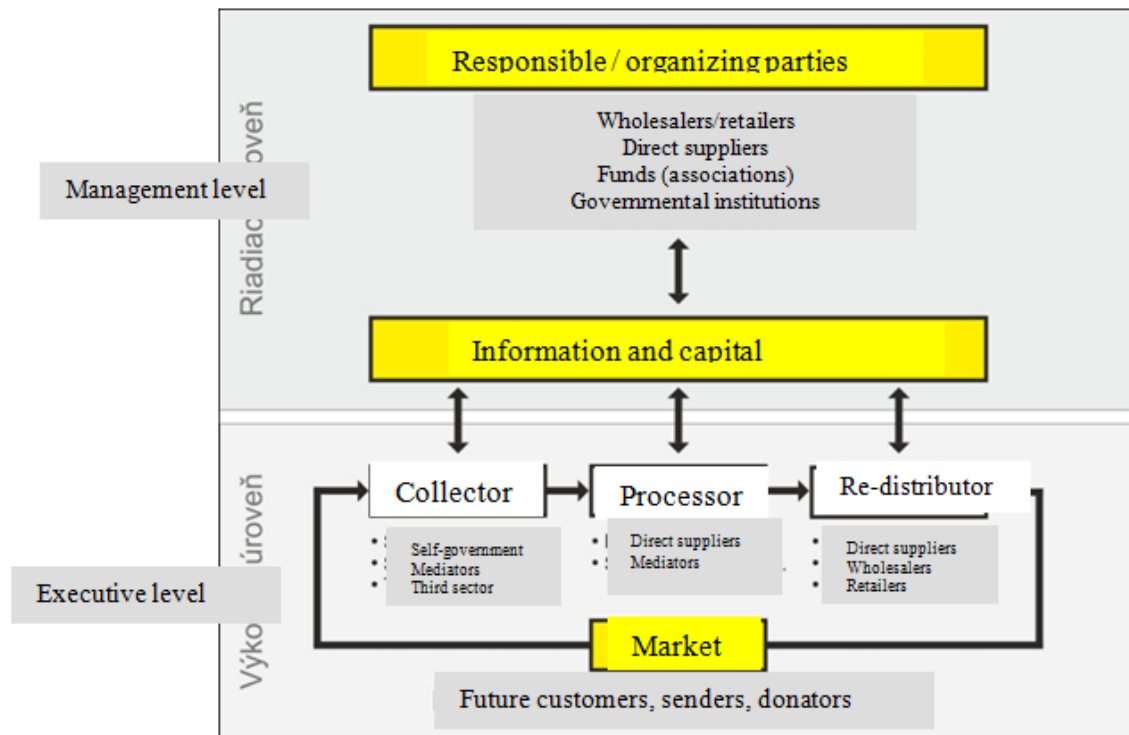 Responsible / organizing parties
Wholesalers/retailers
Direct suppliers
Funds (associations)
Governmental institutions
Management level
Information and capital
Collector
Processor
Re-distributor
Self-government
Mediators
Third sector
Direct suppliers
Mediators
Direct suppliers
Wholesalers
Retailers
Executive level
úroveň
Market
Future customers, senders, donators